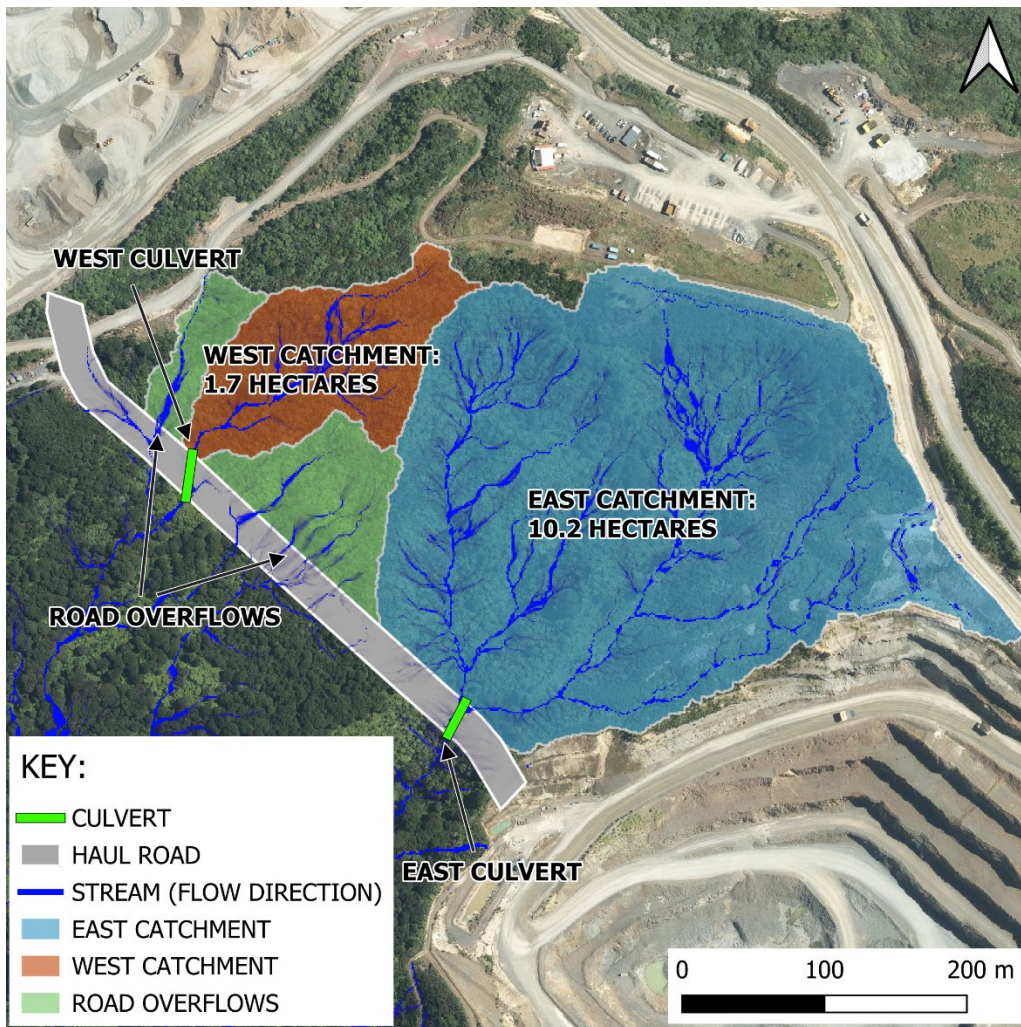 WEST CULVERT
WEST CATCHMENT:
1.7 HECTARES
EAST CATCHMENT:
10.2 HECTARES
ROAD OVERFLOWS
EAST CULVERT
KEY:
CULVERT
HAUL ROAD
STREAM (FLOW DIRECTION)
EAST CATCHMENT
WEST CATCHMENT
ROAD OVERFLOWS
0 100 200 m